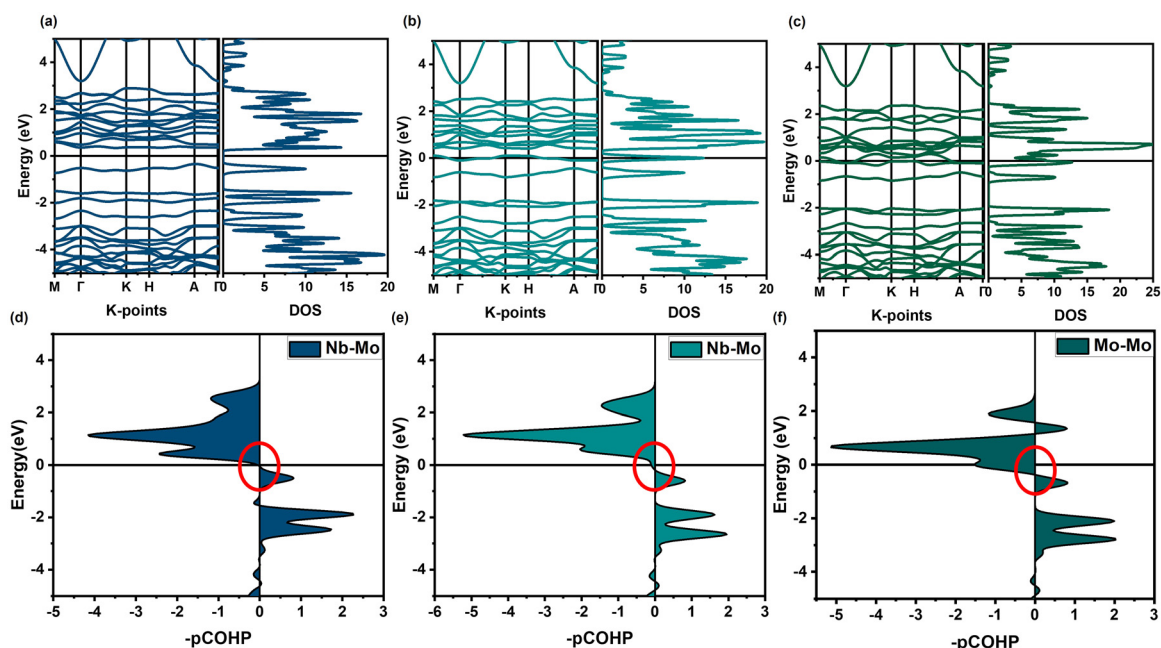 (a)
Energy (eV)
4
2
0
-2
-4
M Γ K H A Γ
0 5 10 15 20
K-points DOS
(b)
Energy (eV)
4
2
0
-2
-4
M Γ K H A Γ
0 5 10 15 20
K-points DOS
(c)
Energy (eV)
4
2
0
-2
-4
M Γ K H A Γ
0 5 10 15 20 25
K-points DOS
(d)
Nb-Mo
Energy(eV)
4
2
0
-2
-4
-5 -4 -3 -2 -1 0 1 2 3
-pCOHP
(e)
Nb-Mo
Energy (eV)
4
2
0
-2
-4
-6 -5 -4 -3 -2 -1 0 1 2 3
-pCOHP
(f)
Mo-Mo
Energy (eV)
4
2
0
-2
-4
-5 -4 -3 -2 -1 0 1 2 3
-pCOHP